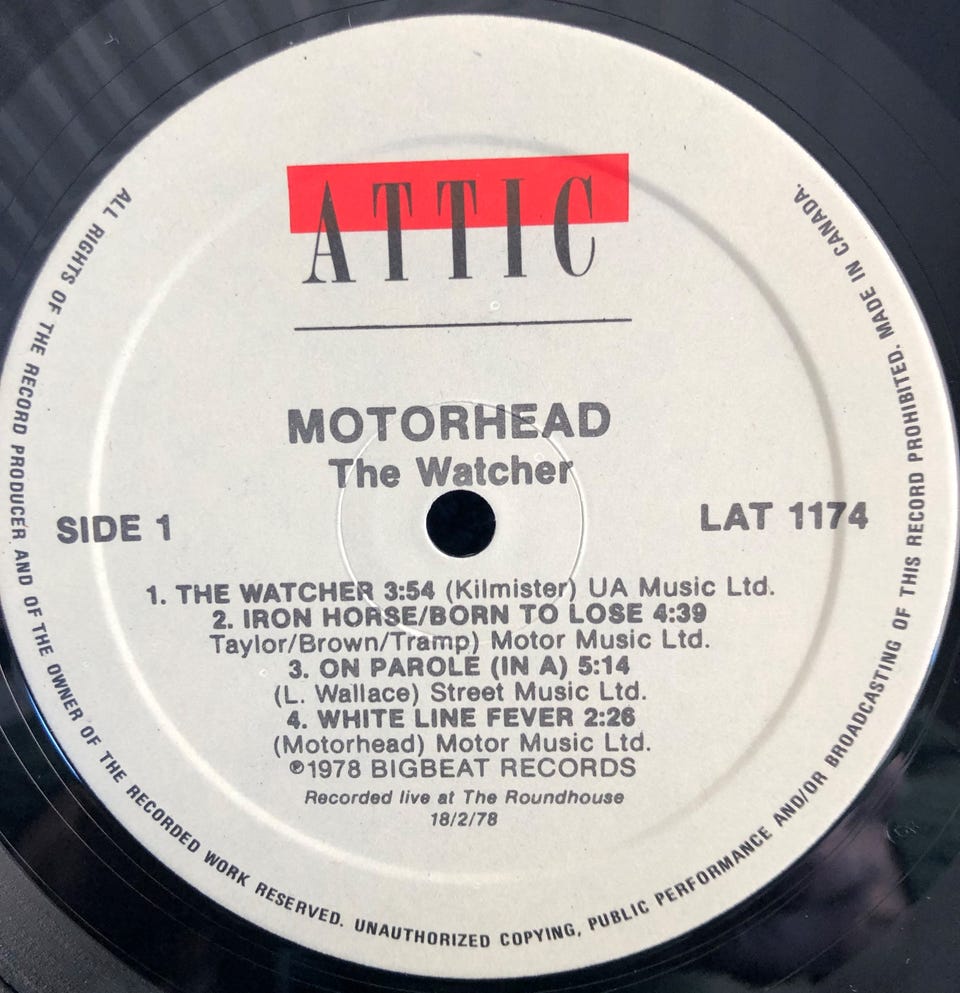 ATTIC
MOTORHEAD
The Watcher
SIDE 1
LAT 1174
1. THE WATCHER 3:54 (Kilmister) UA Music Ltd.
2. IRON HORSE/BORN TO LOSE 4:39
Taylor/Brown/Tramp) Motor Music Ltd.
3. ON PAROLE (IN A) 5:14
(L. Wallace) Street Music Ltd.
4. WHITE LINE FEVER 2:26
(Motorhead) Motor Music Ltd.
℗1978 BIGBEAT RECORDS
Recorded live at The Roundhouse
18/2/78
ALL RIGHTS OF THE RECORD PRODUCER AND OF THE OWNER OF THE RECORDED WORK RESERVED. UNAUTHORIZED COPYING, PUBLIC PERFORMANCE AND/OR BROADCASTING OF THIS RECORD PROHIBITED. MADE IN CANADA.